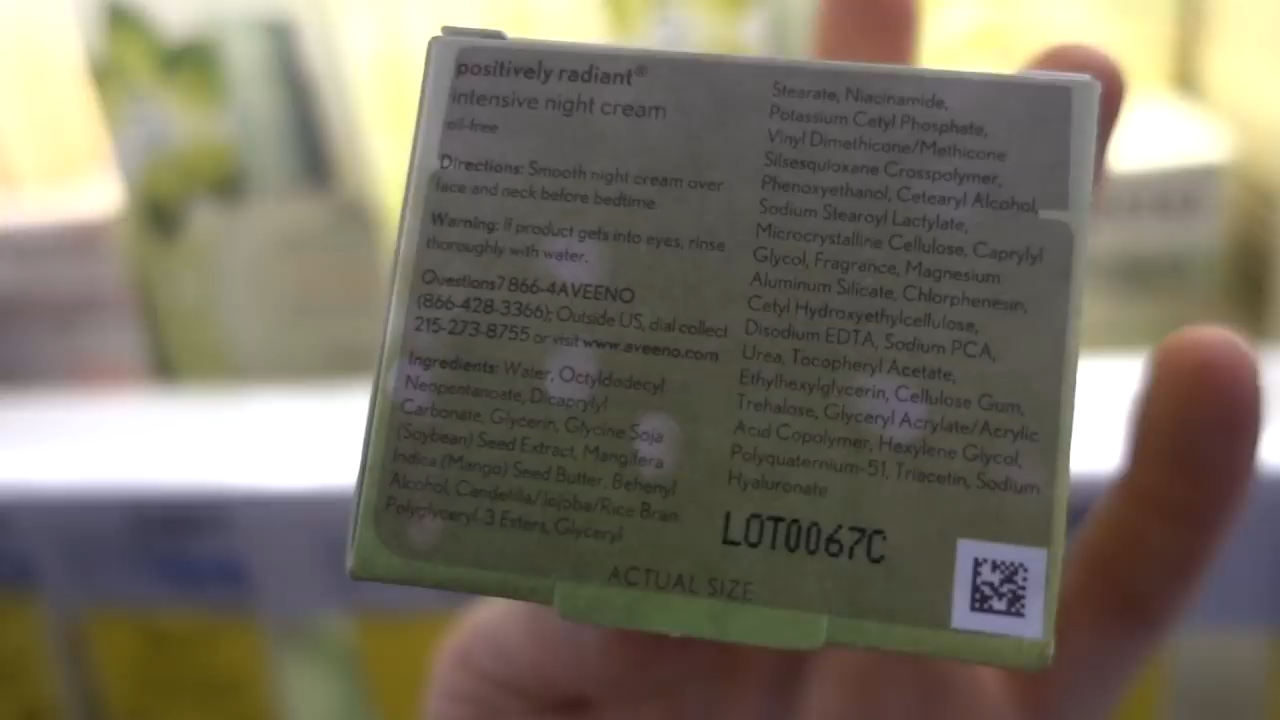 positively radiant®
intensive night cream
oil-free
Directions: Smooth night cream over
face and neck before bedtime.
Warning: If product gets into eyes, rinse
thoroughly with water.
Questions? 866-4AVEENO
(866-428-3366); Outside US, dial collect
215-273-8755 or visit www.aveeno.com
Ingredients: Water, Octyldodecyl
Neopentanoate, Dicaprylyl
Carbonate, Glycerin, Glycine Soja
(Soybean) Seed Extract, Mangifera
Indica (Mango) Seed Butter, Behenyl
Alcohol, Candelilla/Jojoba/Rice Bran
Polyglyceryl-3 Esters, Glyceryl
Stearate, Niacinamide,
Potassium Cetyl Phosphate,
Vinyl Dimethicone/Methicone
Silsesquioxane Crosspolymer,
Phenoxyethanol, Cetearyl Alcohol,
Sodium Stearoyl Lactylate,
Microcrystalline Cellulose, Caprylyl
Glycol, Fragrance, Magnesium
Aluminum Silicate, Chlorphenesin,
Cetyl Hydroxyethylcellulose,
Disodium EDTA, Sodium PCA,
Urea, Tocopheryl Acetate,
Ethylhexylglycerin, Cellulose Gum,
Trehalose, Glyceryl Acrylate/Acrylic
Acid Copolymer, Hexylene Glycol,
Polyquaternium-51, Triacetin, Sodium
Hyaluronate
LOT0067C
ACTUAL SIZE